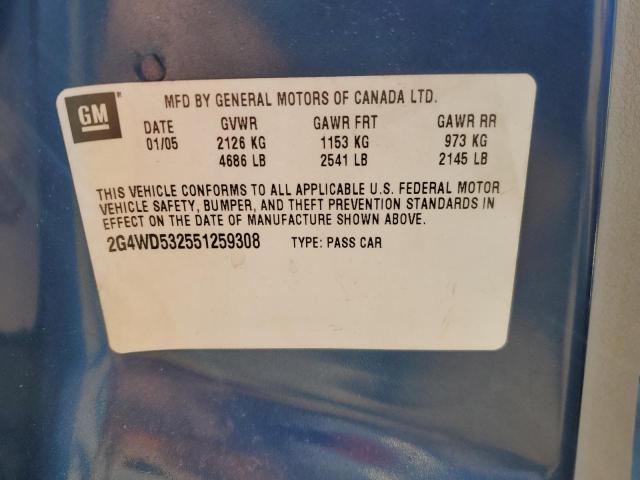 GM
MFD BY GENERAL MOTORS OF CANADA LTD.
DATE GVWR GAWR FRT GAWR RR
01/05 2126 KG 1153 KG 973 KG
4686 LB 2541 LB 2145 LB
THIS VEHICLE CONFORMS TO ALL APPLICABLE U.S. FEDERAL MOTOR
VEHICLE SAFETY, BUMPER, AND THEFT PREVENTION STANDARDS IN
EFFECT ON THE DATE OF MANUFACTURE SHOWN ABOVE.
2G4WD532551259308 TYPE: PASS CAR